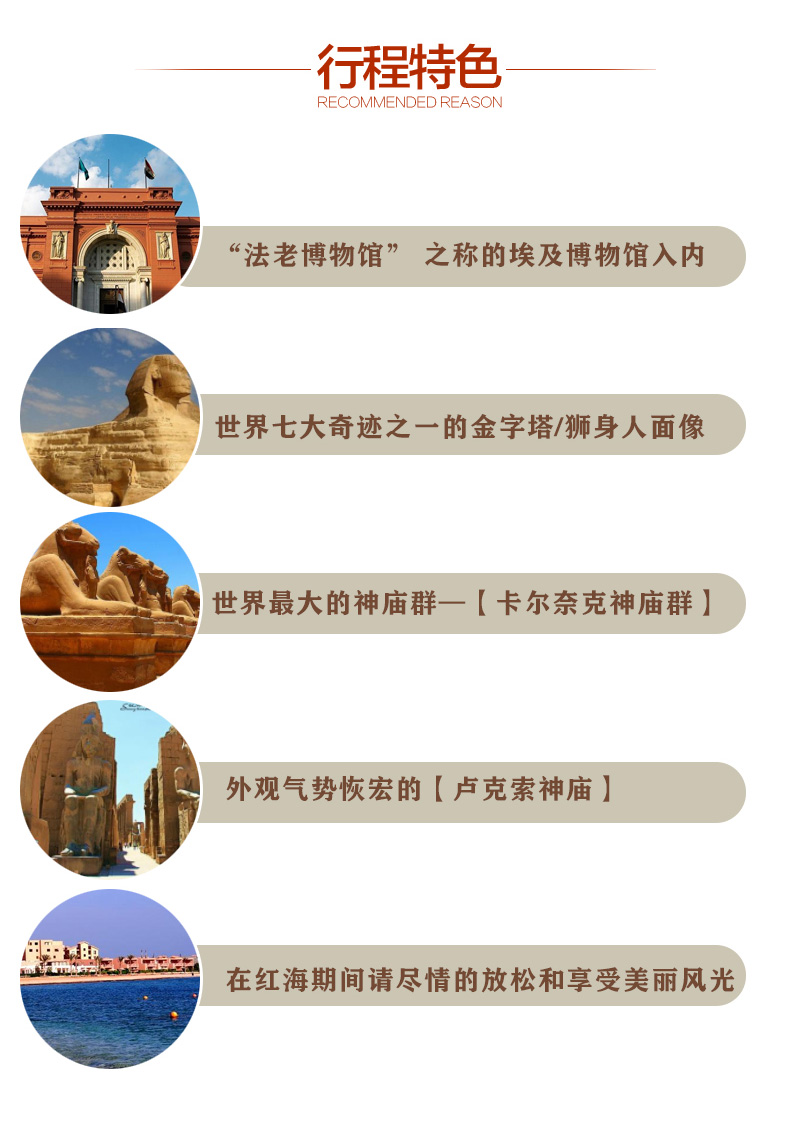 行程特色
RECOMMENDED REASON
“法老博物馆” 之称的埃及博物馆入内
世界七大奇迹之一的金字塔/狮身人面像
世界最大的神庙群—【卡尔奈克神庙群】
外观气势恢宏的【卢克索神庙】
在红海期间请尽情的放松和享受美丽风光